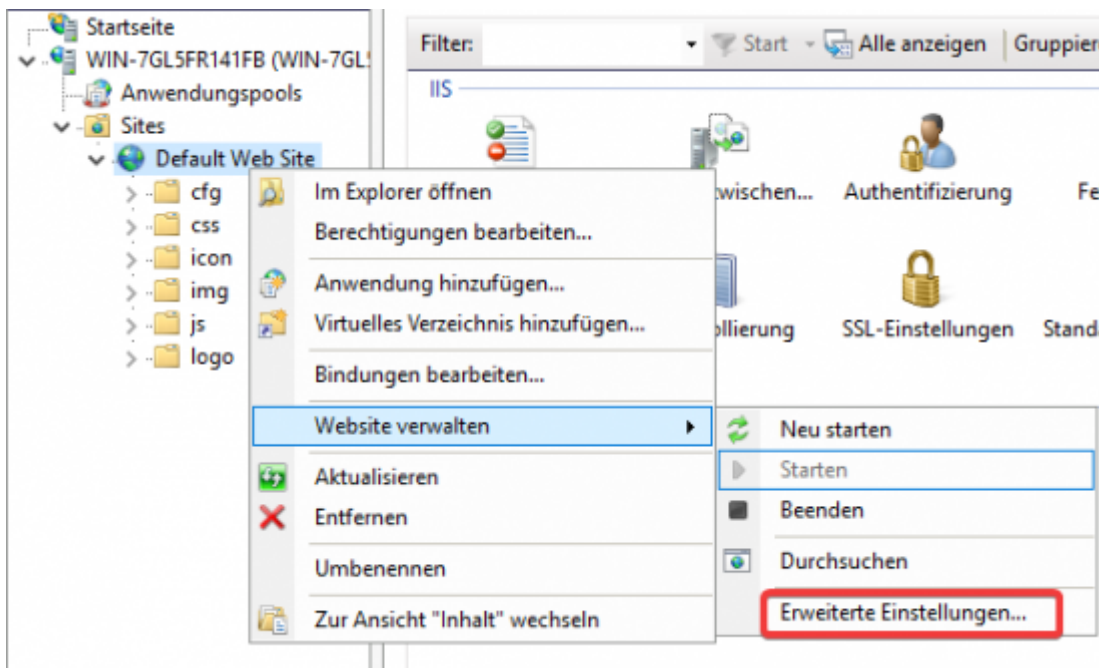 Startseite
WIN-7GL5FR141FB (WIN-7GL5
Anwendungspools
Sites
Default Web Site
cfg
css
icon
img
js
logo
Filter:
Start
Alle anzeigen
IIS
Authentifizierung
SSL-Einstellungen
Im Explorer öffnen
Berechtigungen bearbeiten...
Anwendung hinzufügen...
Virtuelles Verzeichnis hinzufügen...
Bindungen bearbeiten...
Website verwalten
Aktualisieren
Entfernen
Umbenennen
Zur Ansicht "Inhalt" wechseln
Neu starten
Starten
Beenden
Durchsuchen
Erweiterte Einstellungen...